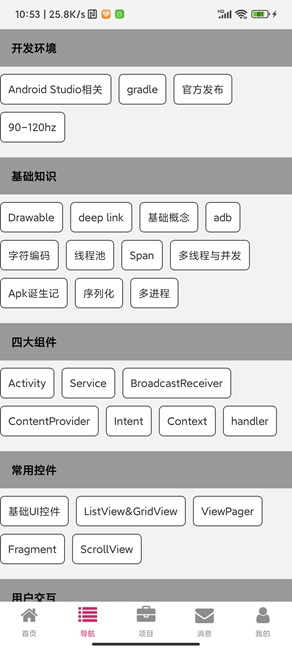 10:53 | 25.8K/s
开发环境
Android Studio相关 gradle 官方发布
90-120hz
基础知识
Drawable deep link 基础概念 adb
字符编码 线程池 Span 多线程与并发
Apk诞生记 序列化 多进程
四大组件
Activity Service BroadcastReceiver
ContentProvider Intent Context handler
常用控件
基础UI控件 ListView&GridView ViewPager
Fragment ScrollView
用户交互
首页 导航 项目 消息 我的